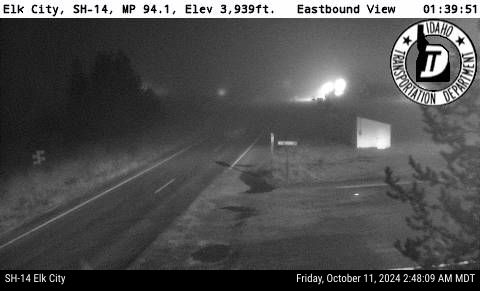 Elk City, SH-14, MP 94.1, Elev 3,939ft. Eastbound View 01:39:51
IDAHO
TRANSPORTATION DEPARTMENT
SH-14 Elk City Friday, October 11, 2024 2:48:09 AM MDT